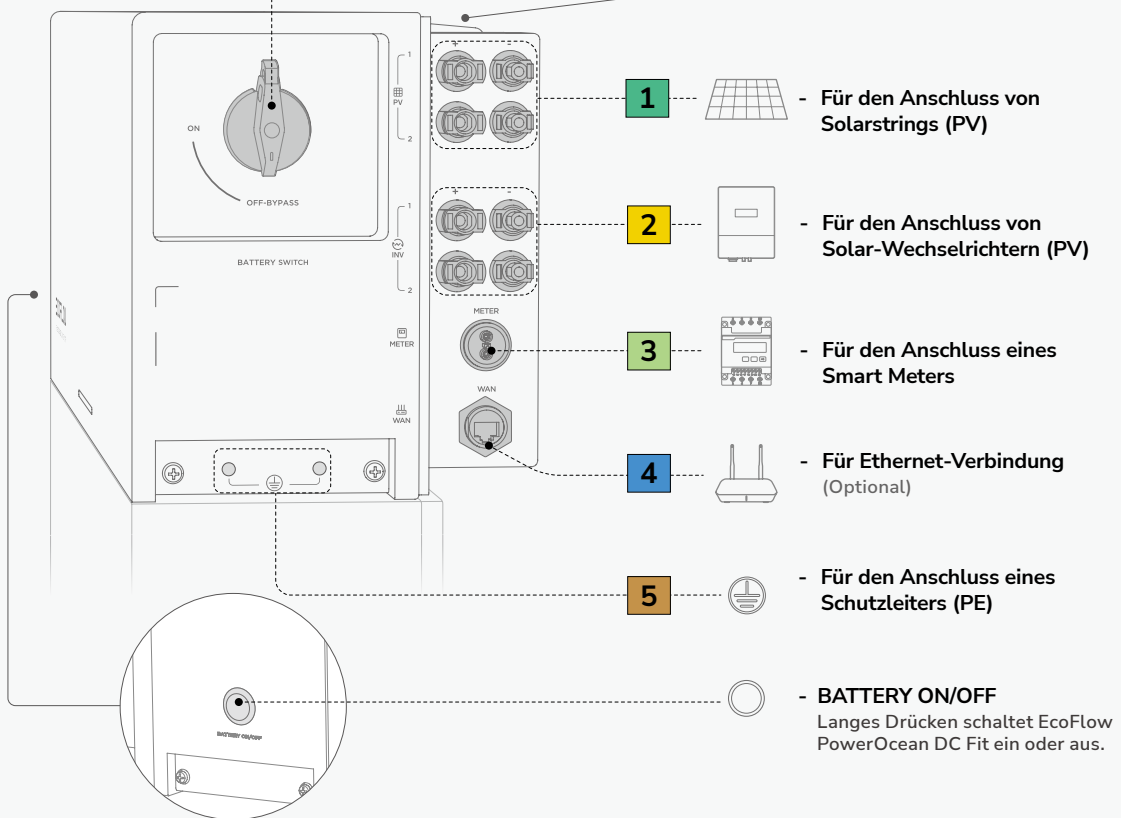 + -
1
PV
2
ON
OFF-BYPASS
BATTERY SWITCH
+ -
1
INV
2
METER
METER
WAN
WAN
1
- Für den Anschluss von
Solarstrings (PV)
2
- Für den Anschluss von
Solar-Wechselrichtern (PV)
3
- Für den Anschluss eines
Smart Meters
4
- Für Ethernet-Verbindung
(Optional)
5
- Für den Anschluss eines
Schutzleiters (PE)
BATTERY ON/OFF
- BATTERY ON/OFF
Langes Drücken schaltet EcoFlow
PowerOcean DC Fit ein oder aus.